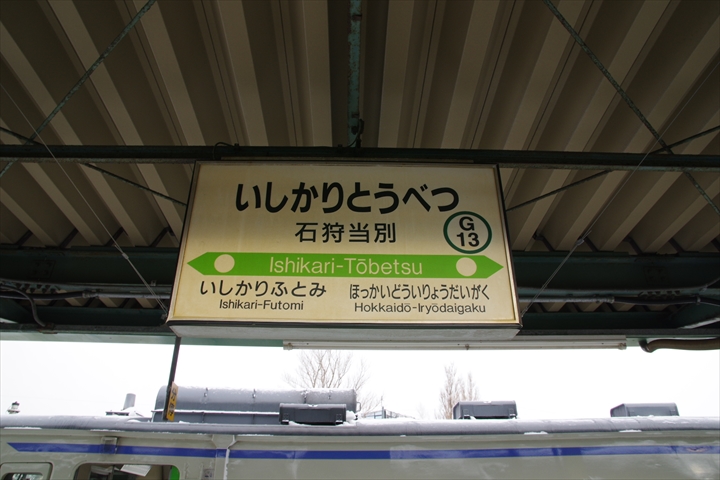 いしかりとうべつ
石狩当別
G
13
Ishikari-Tōbetsu
いしかりふとみ
Ishikari-Futomi
ほっかいどういりょうだいがく
Hokkaidō-Iryōdaigaku